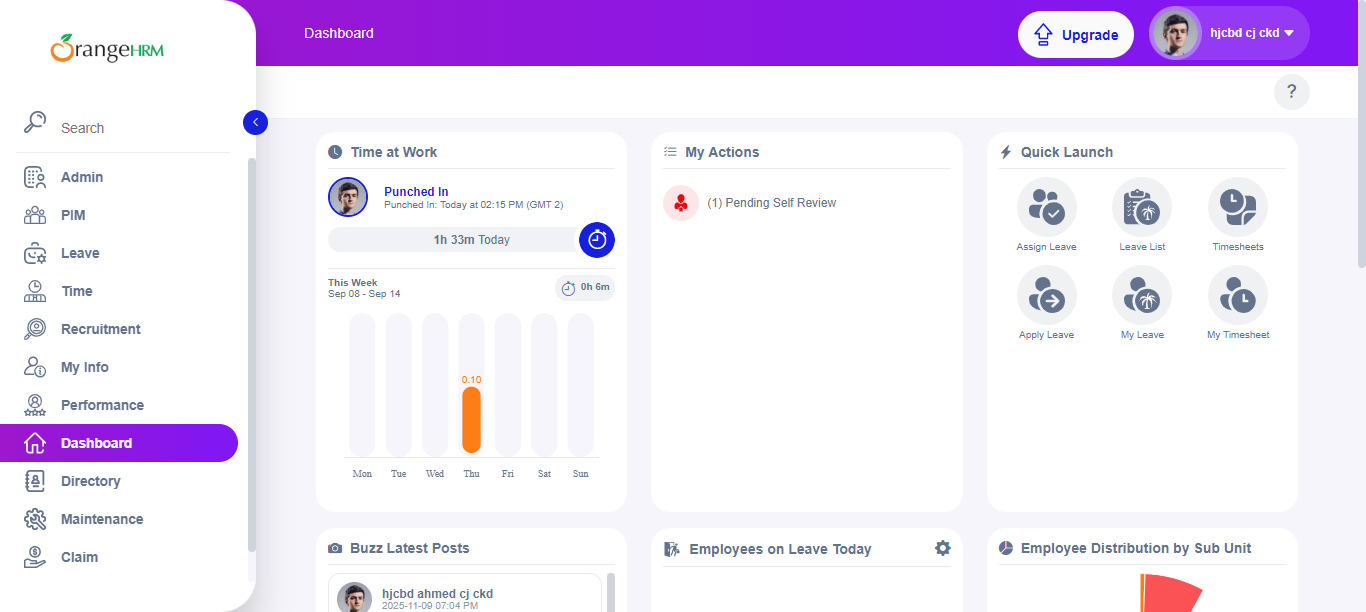 OrangeHRM
Search
Admin
PIM
Leave
Time
Recruitment
My Info
Performance
Dashboard
Directory
Maintenance
Claim
Dashboard
Upgrade
hjcbd cj ckd
?
Time at Work
Punched In
Punched In: Today at 02:15 PM (GMT 2)
1h 33m Today
This Week
Sep 08 - Sep 14
0h 6m
0.10
Mon Tue Wed Thu Fri Sat Sun
My Actions
(1) Pending Self Review
Quick Launch
Assign Leave
Leave List
Timesheets
Apply Leave
My Leave
My Timesheet
Buzz Latest Posts
hjcbd ahmed cj ckd
2025-11-09 07:04 PM
Employees on Leave Today
Employee Distribution by Sub Unit